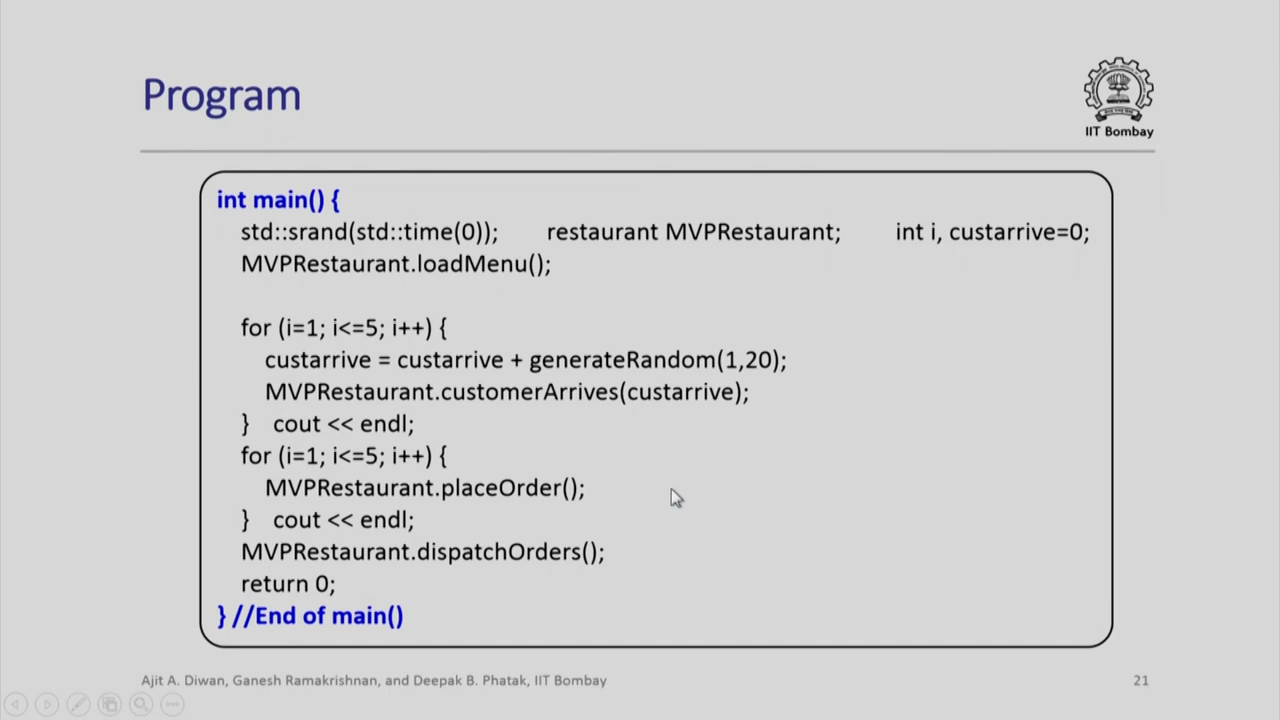 Program
IIT Bombay
int main() {
std::srand(std::time(0)); restaurant MVPRestaurant; int i, custarrive=0;
MVPRestaurant.loadMenu();
for (i=1; i<=5; i++) {
custarrive = custarrive + generateRandom(1,20);
MVPRestaurant.customerArrives(custarrive);
} cout << endl;
for (i=1; i<=5; i++) {
MVPRestaurant.placeOrder();
} cout << endl;
MVPRestaurant.dispatchOrders();
return 0;
} //End of main()
Ajit A. Diwan, Ganesh Ramakrishnan, and Deepak B. Phatak, IIT Bombay 21